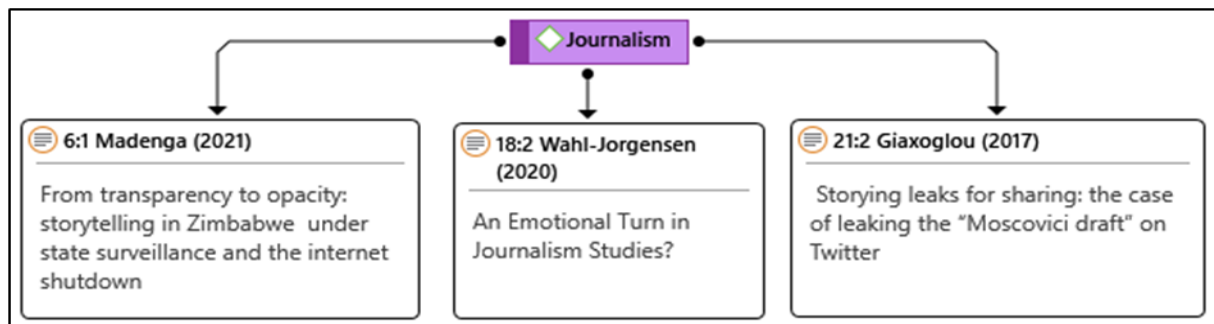 Journalism
6:1 Madenga (2021)
From transparency to opacity:
storytelling in Zimbabwe  under
state surveillance and the internet
shutdown
18:2 Wahl-Jorgensen
(2020)
An Emotional Turn in
Journalism Studies?
21:2 Giaxoglou (2017)
Storying leaks for sharing: the case
of leaking the “Moscovici draft” on
Twitter